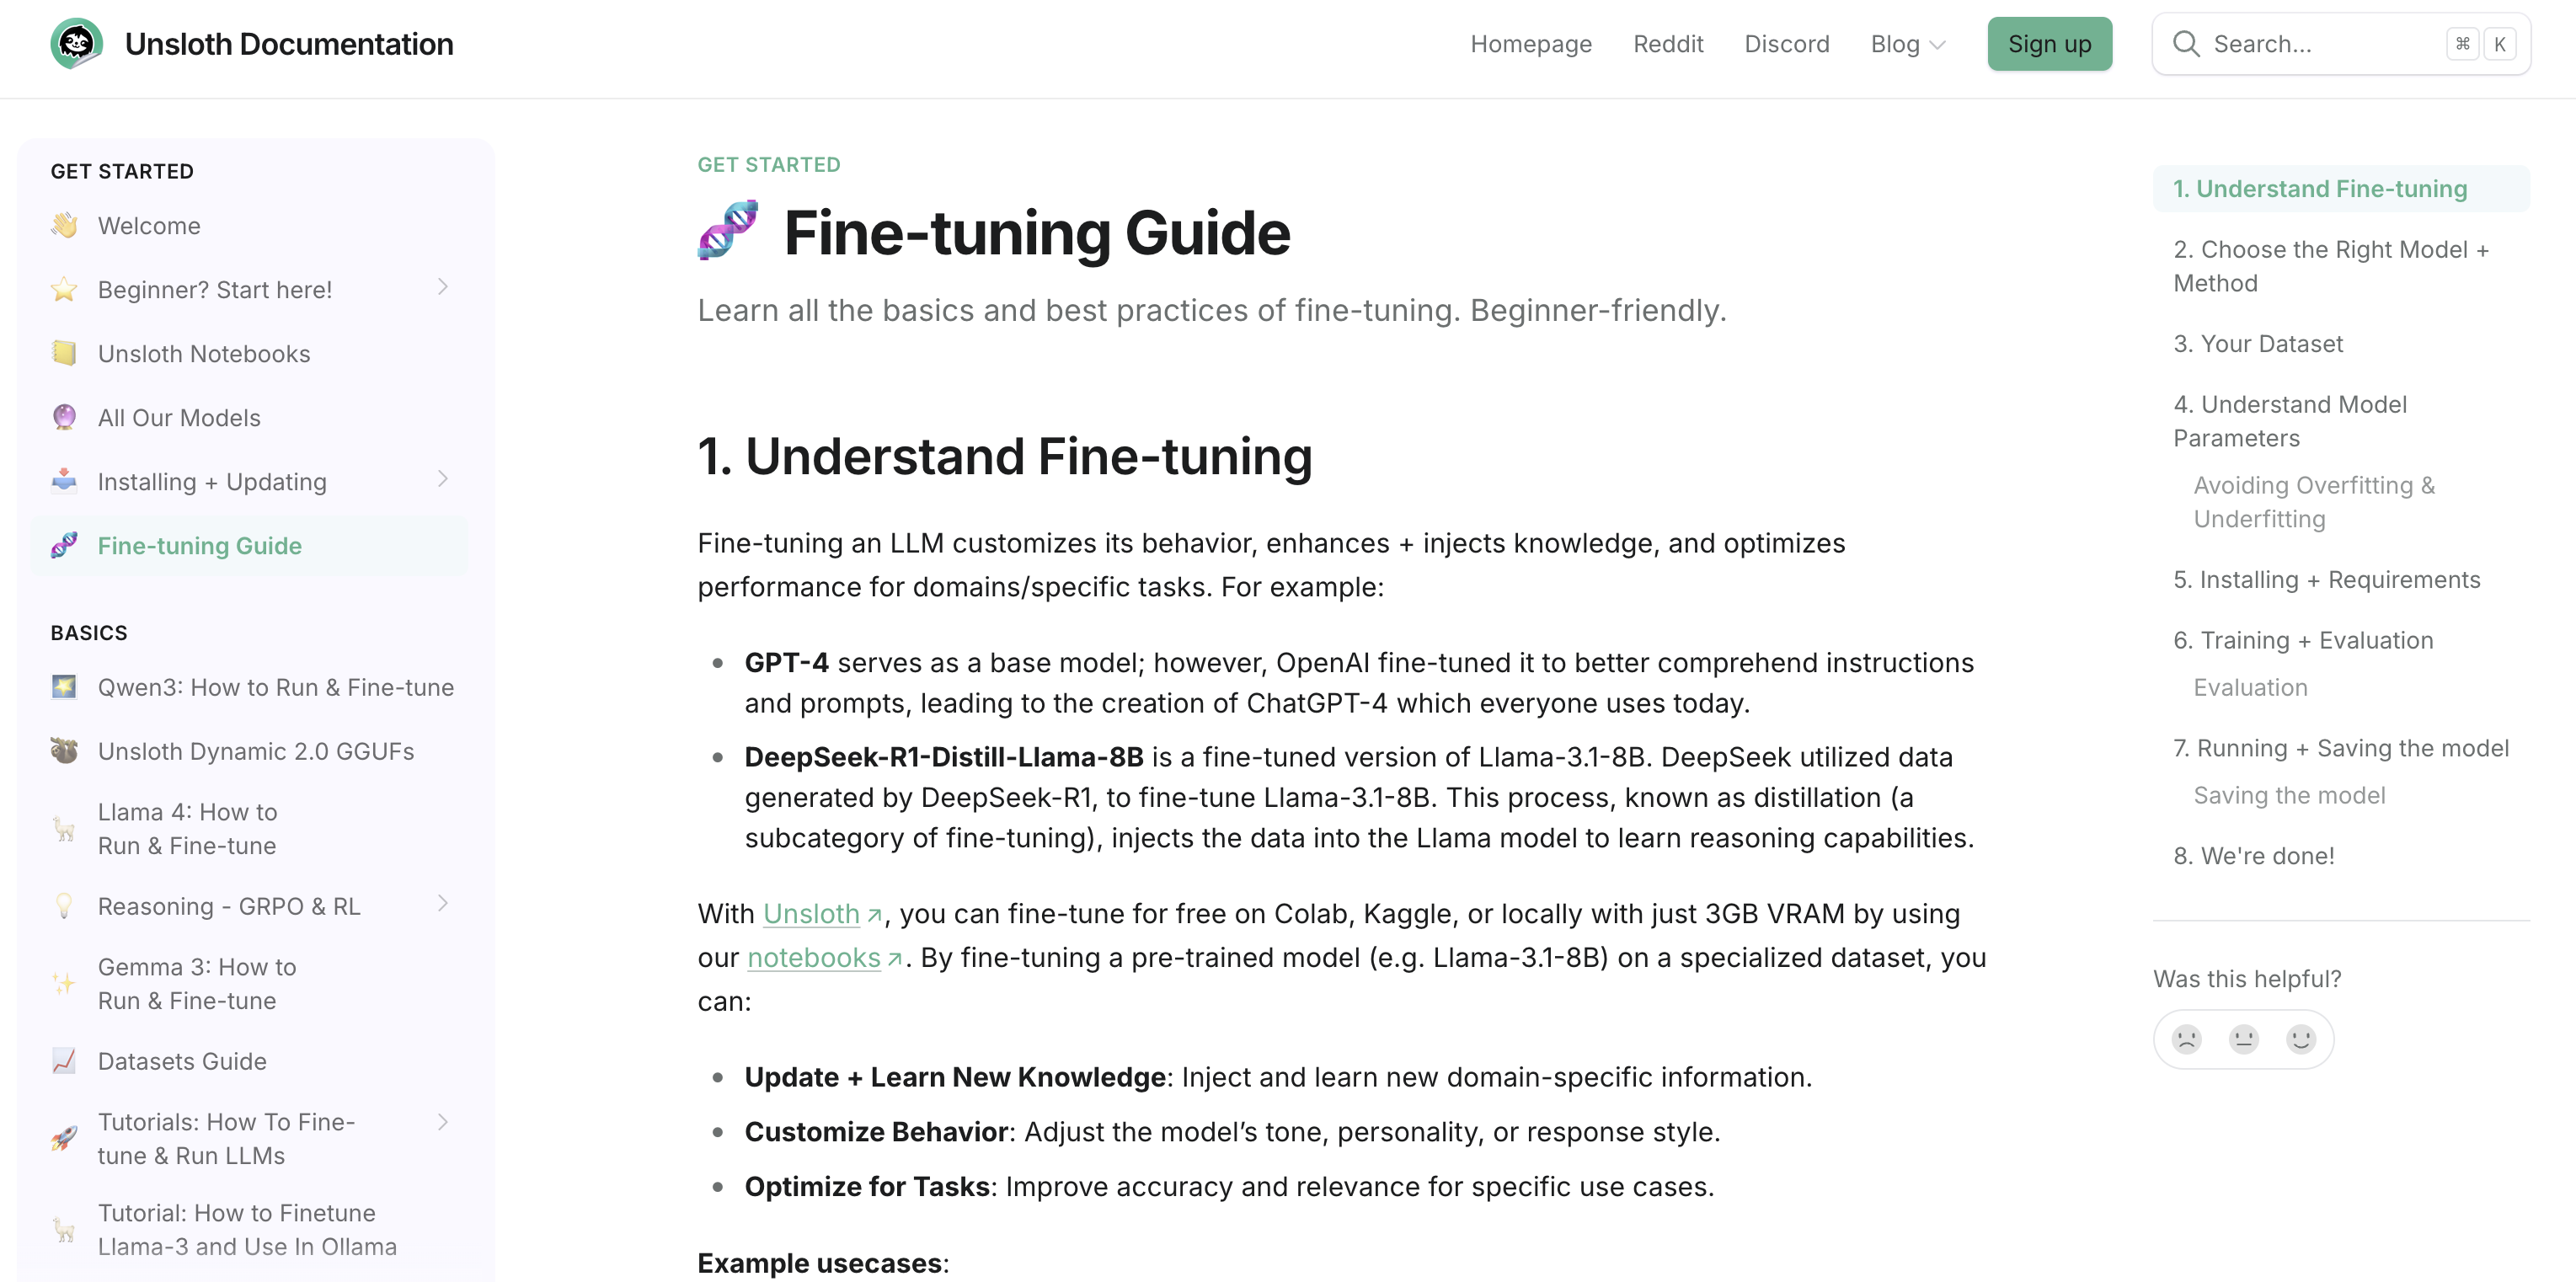 Unsloth Documentation
Homepage
Reddit
Discord
Blog
Sign up
Search...
⌘ K
GET STARTED
Welcome
Beginner? Start here!
Unsloth Notebooks
All Our Models
Installing + Updating
Fine-tuning Guide
BASICS
Qwen3: How to Run & Fine-tune
Unsloth Dynamic 2.0 GGUFs
Llama 4: How to
Run & Fine-tune
Reasoning - GRPO & RL
Gemma 3: How to
Run & Fine-tune
Datasets Guide
Tutorials: How To Fine-
tune & Run LLMs
Tutorial: How to Finetune
Llama-3 and Use In Ollama
GET STARTED
Fine-tuning Guide
Learn all the basics and best practices of fine-tuning. Beginner-friendly.
1. Understand Fine-tuning
Fine-tuning an LLM customizes its behavior, enhances + injects knowledge, and optimizes
performance for domains/specific tasks. For example:
GPT-4 serves as a base model; however, OpenAI fine-tuned it to better comprehend instructions
and prompts, leading to the creation of ChatGPT-4 which everyone uses today.
DeepSeek-R1-Distill-Llama-8B is a fine-tuned version of Llama-3.1-8B. DeepSeek utilized data
generated by DeepSeek-R1, to fine-tune Llama-3.1-8B. This process, known as distillation (a
subcategory of fine-tuning), injects the data into the Llama model to learn reasoning capabilities.
With Unsloth, you can fine-tune for free on Colab, Kaggle, or locally with just 3GB VRAM by using
our notebooks. By fine-tuning a pre-trained model (e.g. Llama-3.1-8B) on a specialized dataset, you
can:
Update + Learn New Knowledge: Inject and learn new domain-specific information.
Customize Behavior: Adjust the model’s tone, personality, or response style.
Optimize for Tasks: Improve accuracy and relevance for specific use cases.
Example usecases:
1. Understand Fine-tuning
2. Choose the Right Model +
Method
3. Your Dataset
4. Understand Model
Parameters
Avoiding Overfitting &
Underfitting
5. Installing + Requirements
6. Training + Evaluation
Evaluation
7. Running + Saving the model
Saving the model
8. We're done!
Was this helpful?